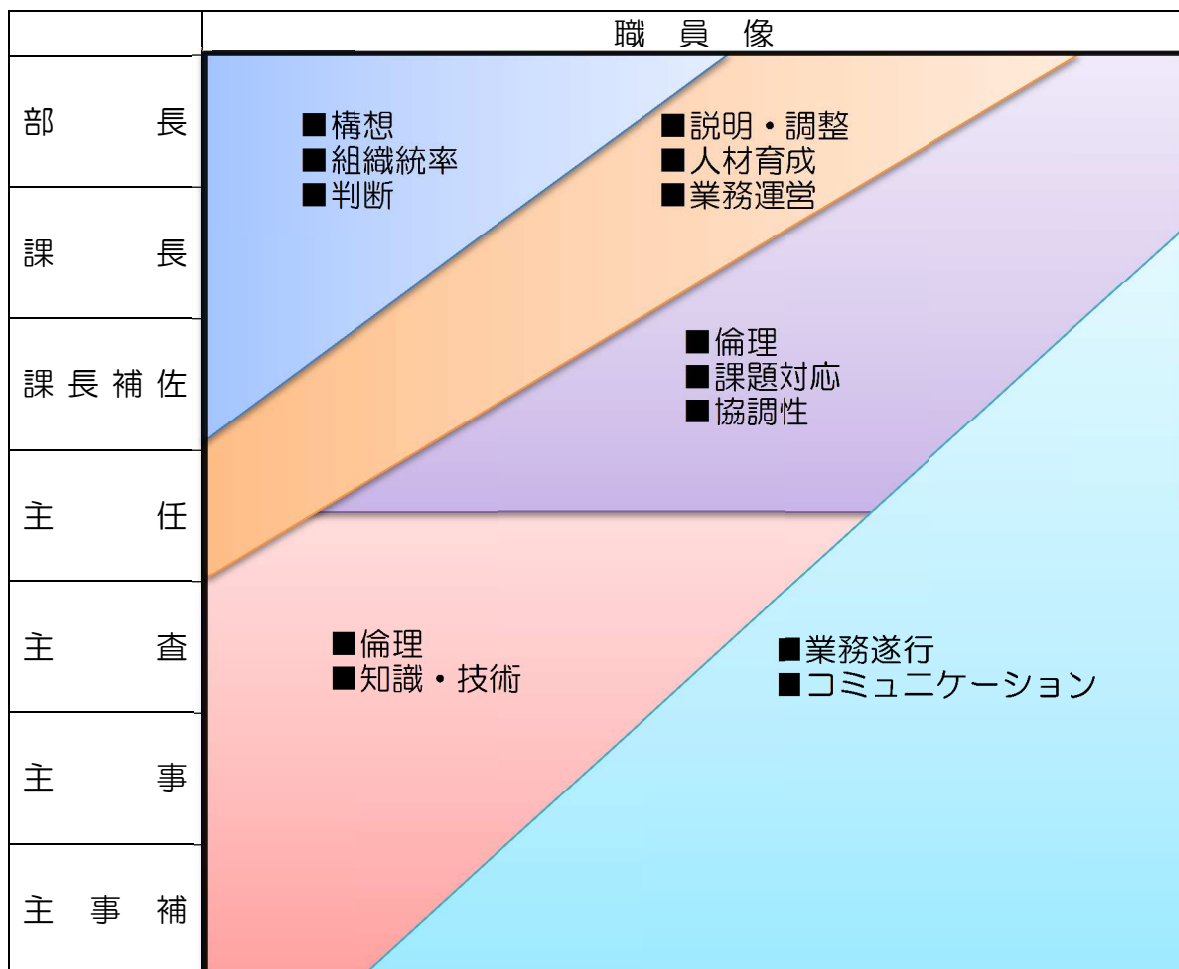 職員像
部長
■構想
■組織統率
■判断
■説明・調整
■人材育成
■業務運営
課長
課長補佐
■倫理
■課題対応
■協調性
主任
主査
■倫理
■知識・技術
■業務遂行
■コミュニケーション
主事
主事補